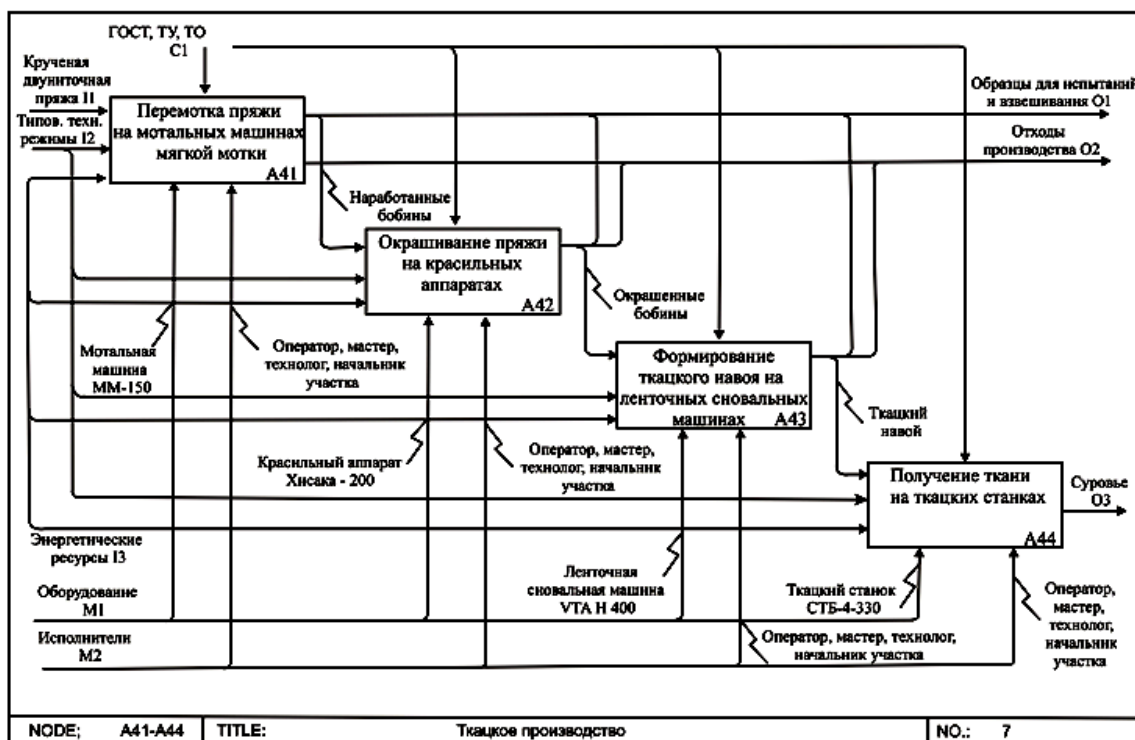 ГОСТ, ТУ, ТО
С1
Крученая
двуниточная
пряжа I1
Типов. техн.
режимы I2
Перемотка пряжи
на мотальных машинах
мягкой мотки
А41
Образцы для испытаний
и взвешивания О1
Отходы
производства О2
Наработанные
бобины
Окрашивание пряжи
на красильных
аппаратах
А42
Окрашенные
бобины
Мотальная
машина
ММ-150
Оператор, мастер,
технолог, начальник
участка
Формирование
ткацкого навоя на
ленточных сновальных
машинах
А43
Ткацкий
навой
Красильный аппарат
Хисака - 200
Оператор, мастер,
технолог, начальник
участка
Получение ткани
на ткацких станках
А44
Суровье
О3
Энергетические
ресурсы I3
Ленточная
сновальная машина
VTA H 400
Ткацкий станок
СТБ-4-330
Оператор,
мастер,
технолог,
начальник
участка
Оборудование
М1
Исполнители
М2
Оператор, мастер, технолог,
начальник участка
NODE; А41-А44 TITLE: Ткацкое производство NO.: 7